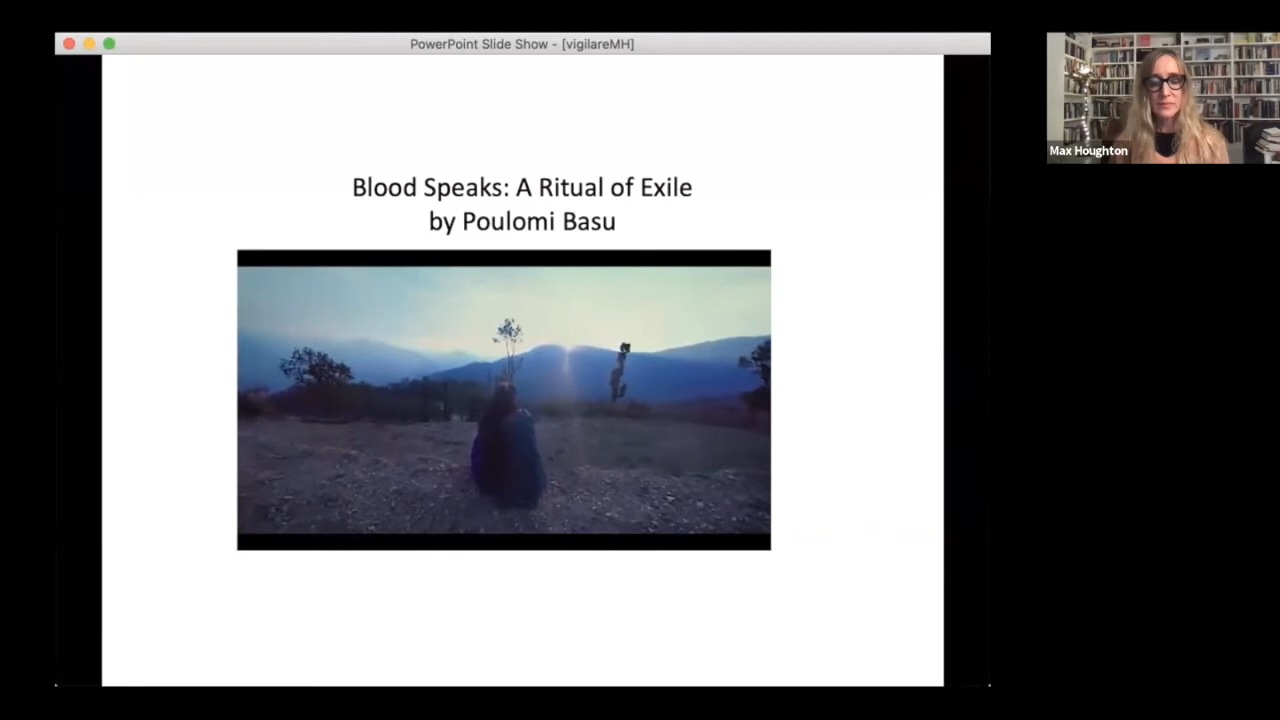 PowerPoint Slide Show - [vigilareMH]
Blood Speaks: A Ritual of Exile
by Poulomi Basu
Max Houghton